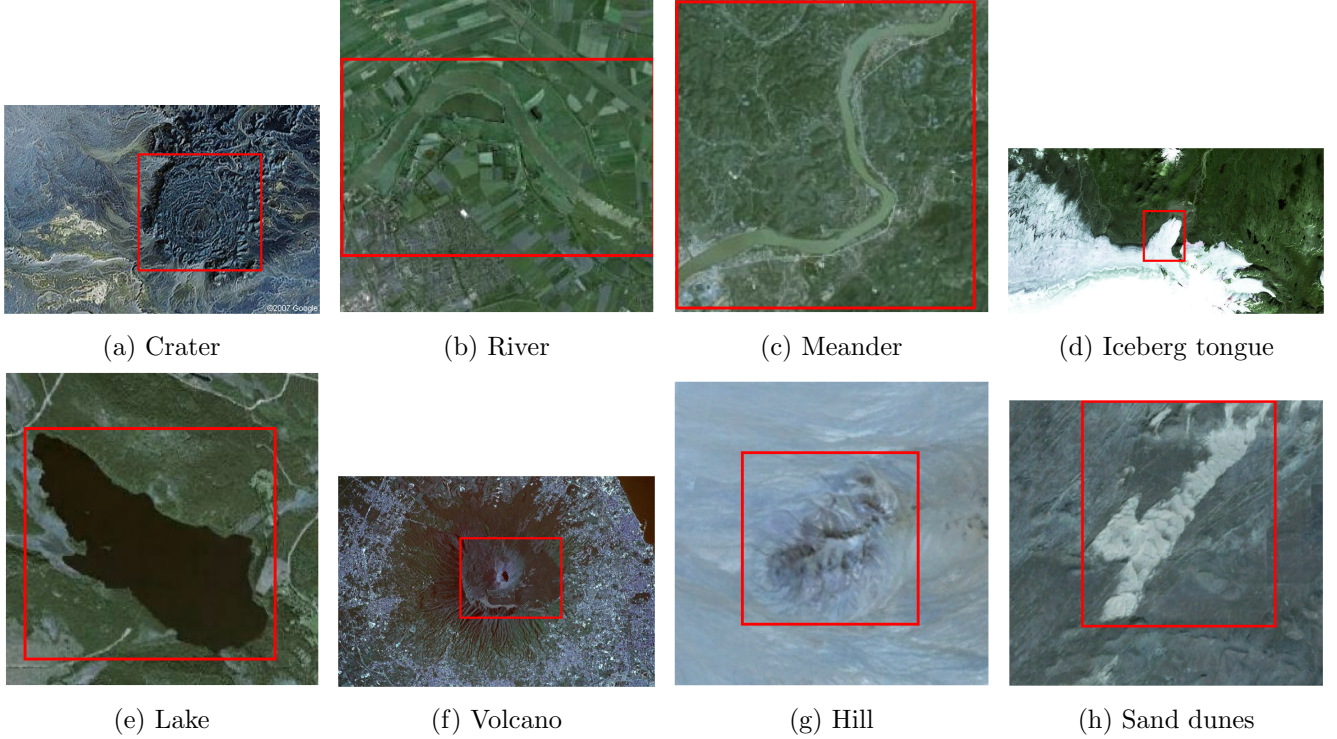 ©2007 Google
(a) Crater
(b) River
(c) Meander
(d) Iceberg tongue
(e) Lake
(f) Volcano
(g) Hill
(h) Sand dunes